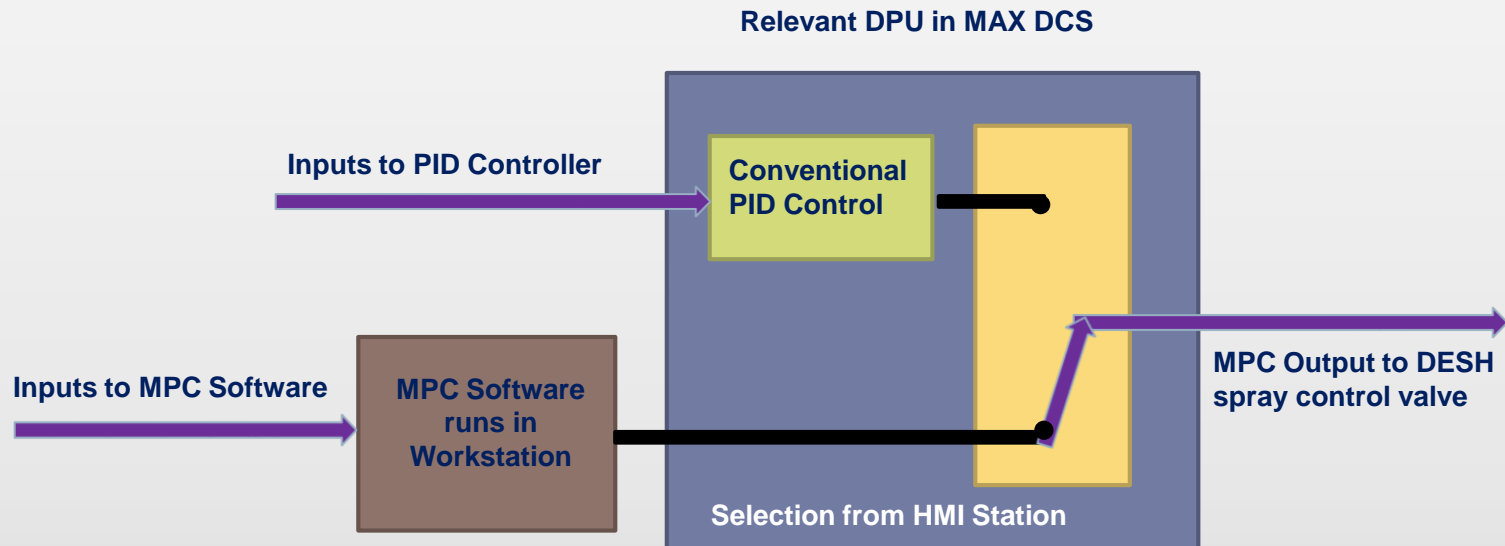 Relevant DPU in MAX DCS
Inputs to PID Controller
Conventional
PID Control
Inputs to MPC Software
MPC Software
runs in
Workstation
MPC Output to DESH
spray control valve
Selection from HMI Station